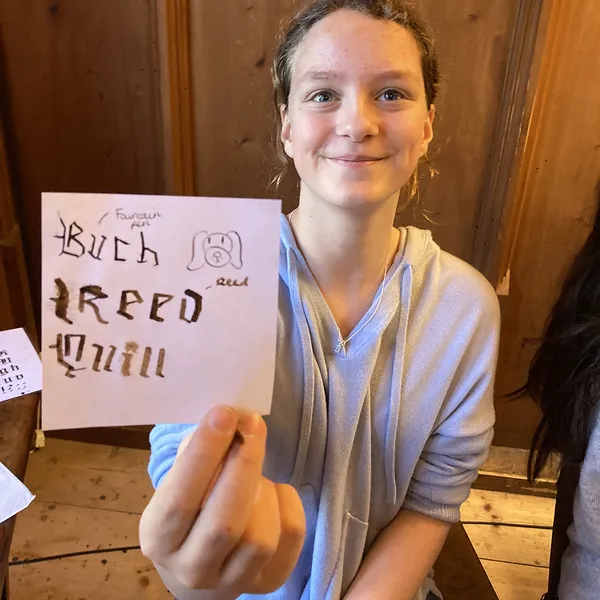 Fountain
pen
Buch
Reed
Reed
Quill